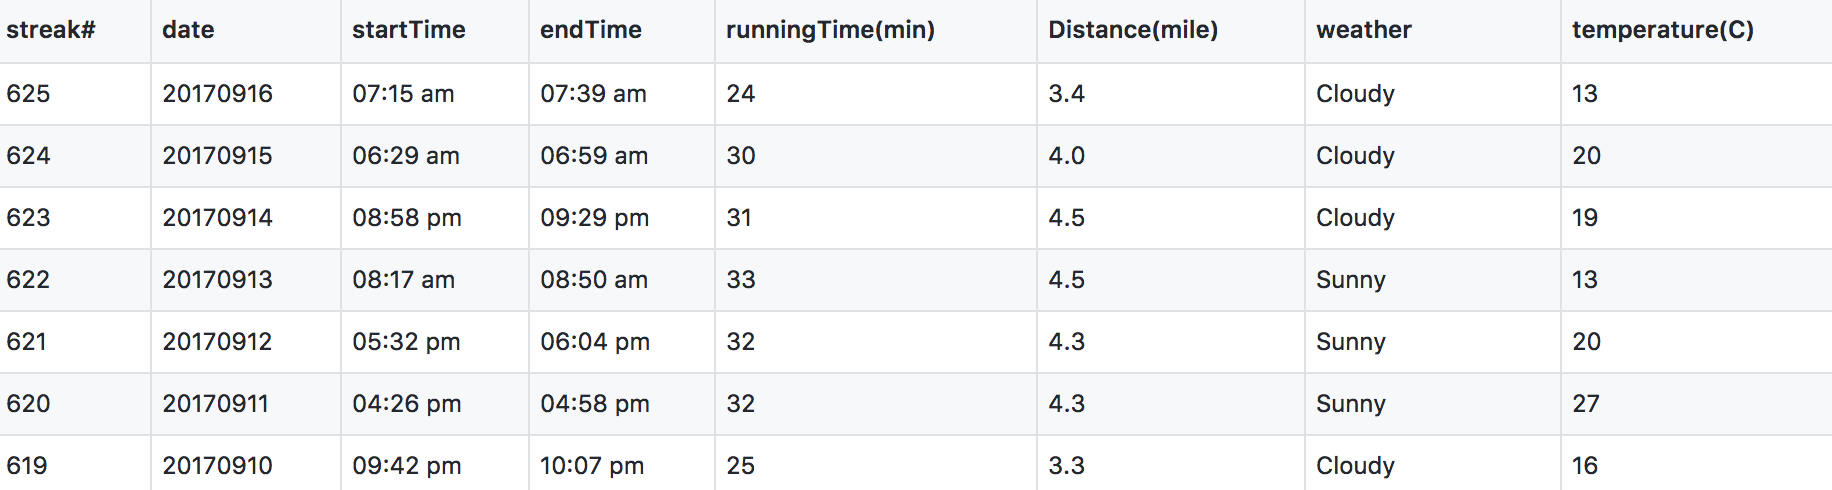 streak# date startTime endTime runningTime(min) Distance(mile) weather temperature(C)
625 20170916 07:15 am 07:39 am 24 3.4 Cloudy 13
624 20170915 06:29 am 06:59 am 30 4.0 Cloudy 20
623 20170914 08:58 pm 09:29 pm 31 4.5 Cloudy 19
622 20170913 08:17 am 08:50 am 33 4.5 Sunny 13
621 20170912 05:32 pm 06:04 pm 32 4.3 Sunny 20
620 20170911 04:26 pm 04:58 pm 32 4.3 Sunny 27
619 20170910 09:42 pm 10:07 pm 25 3.3 Cloudy 16